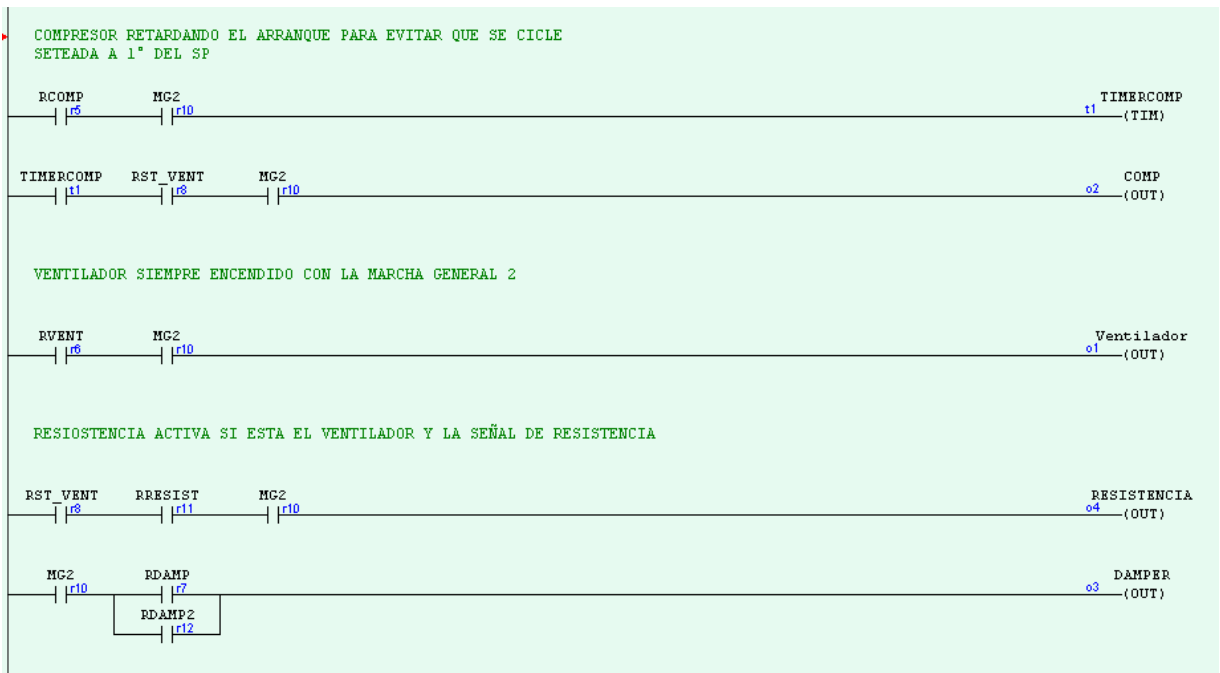 COMPRESOR RETARDANDO EL ARRANQUE PARA EVITAR QUE SE CICLE
SETEADA A 1° DEL SP
RCOMP MG2 TIMERCOMP
r5 r10 t1 (TIM)
TIMERCOMP RST_VENT MG2 COMP
t1 r8 r10 o2 (OUT)
VENTILADOR SIEMPRE ENCENDIDO CON LA MARCHA GENERAL 2
RVENT MG2 Ventilador
r6 r10 o1 (OUT)
RESIOSTENCIA ACTIVA SI ESTA EL VENTILADOR Y LA SEÑAL DE RESISTENCIA
RST_VENT RRESIST MG2 RESISTENCIA
r8 r11 r10 o4 (OUT)
MG2 RDAMP DAMPER
r10 r7 o3 (OUT)
RDAMP2
r12